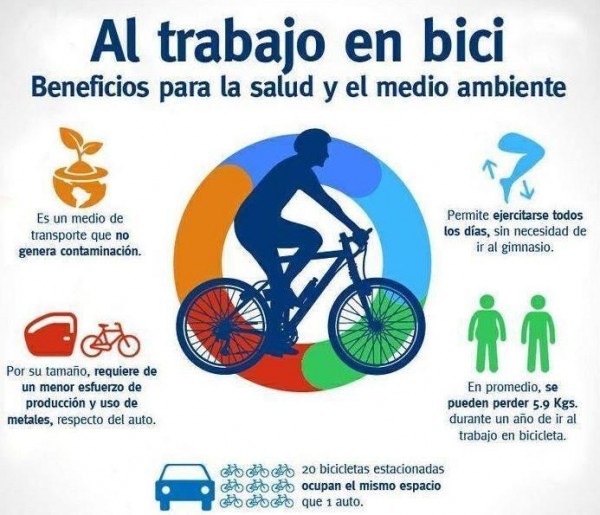 Al trabajo en bici
Beneficios para la salud y el medio ambiente
Es un medio de
transporte que no
genera contaminación.
Permite ejercitarse todos
los días, sin necesidad de
ir al gimnasio.
Por su tamaño, requiere de
un menor esfuerzo de
producción y uso de
metales, respecto del auto.
En promedio, se
pueden perder 5.9 Kgs.
durante un año de ir al
trabajo en bicicleta.
20 bicicletas estacionadas
ocupan el mismo espacio
que 1 auto.